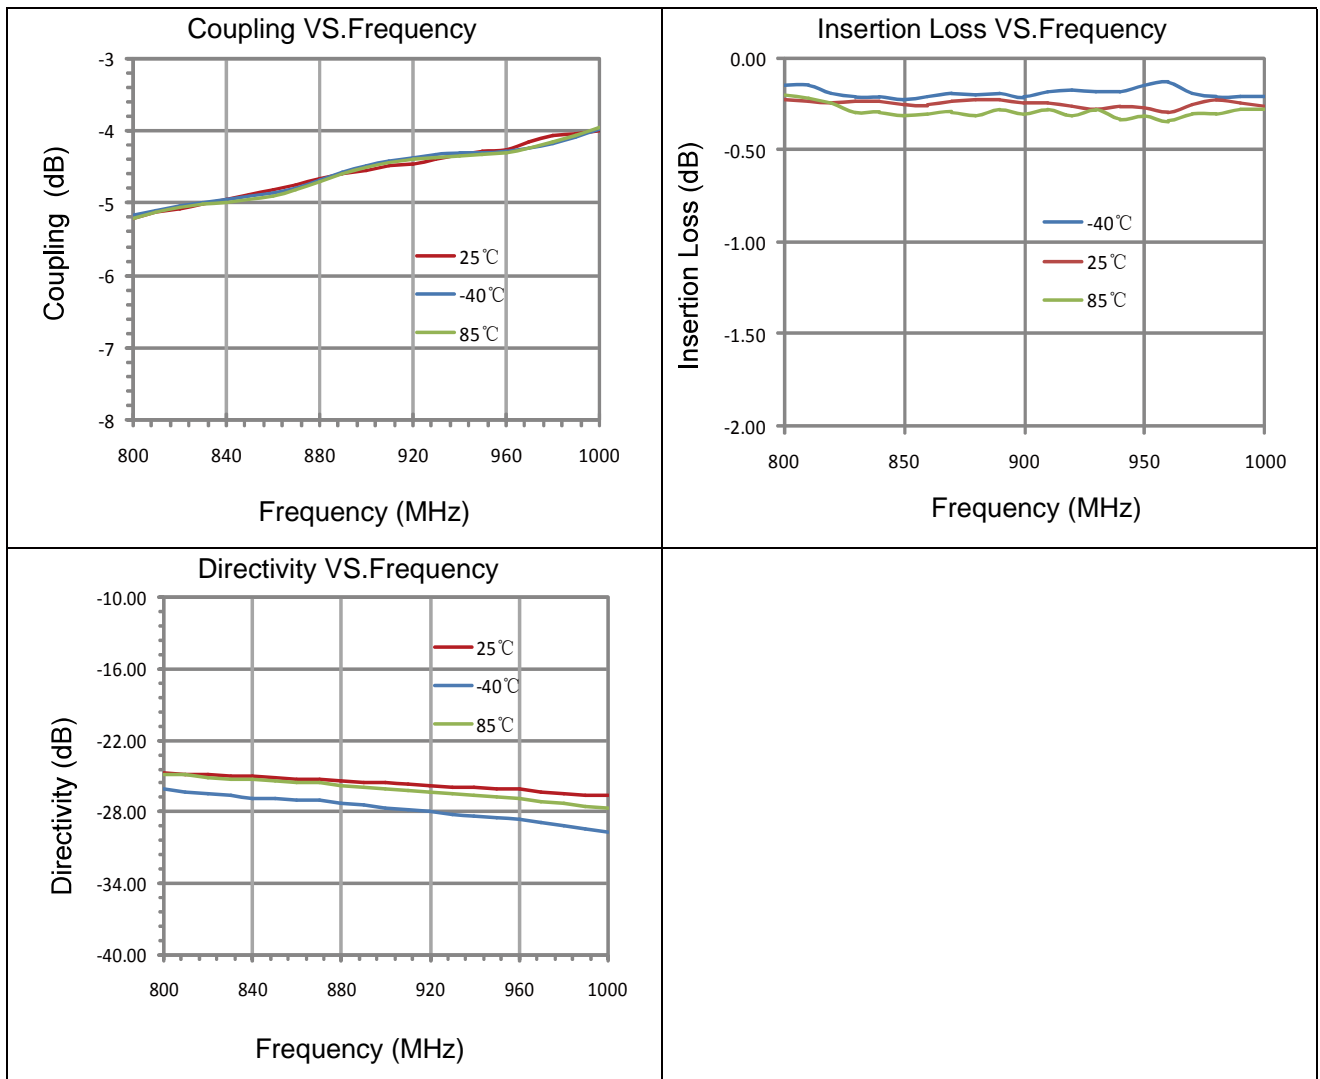 Coupling VS.Frequency
-3
-4
-5
-6
-7
-8
Coupling (dB)
25℃
-40℃
85℃
800 840 880 920 960 1000
Frequency (MHz)
Insertion Loss VS.Frequency
0.00
-0.50
-1.00
-1.50
-2.00
Insertion Loss (dB)
-40℃
25℃
85℃
800 850 900 950 1000
Frequency (MHz)
Directivity VS.Frequency
-10.00
-16.00
-22.00
-28.00
-34.00
-40.00
Directivity (dB)
25℃
-40℃
85℃
800 840 880 920 960 1000
Frequency (MHz)